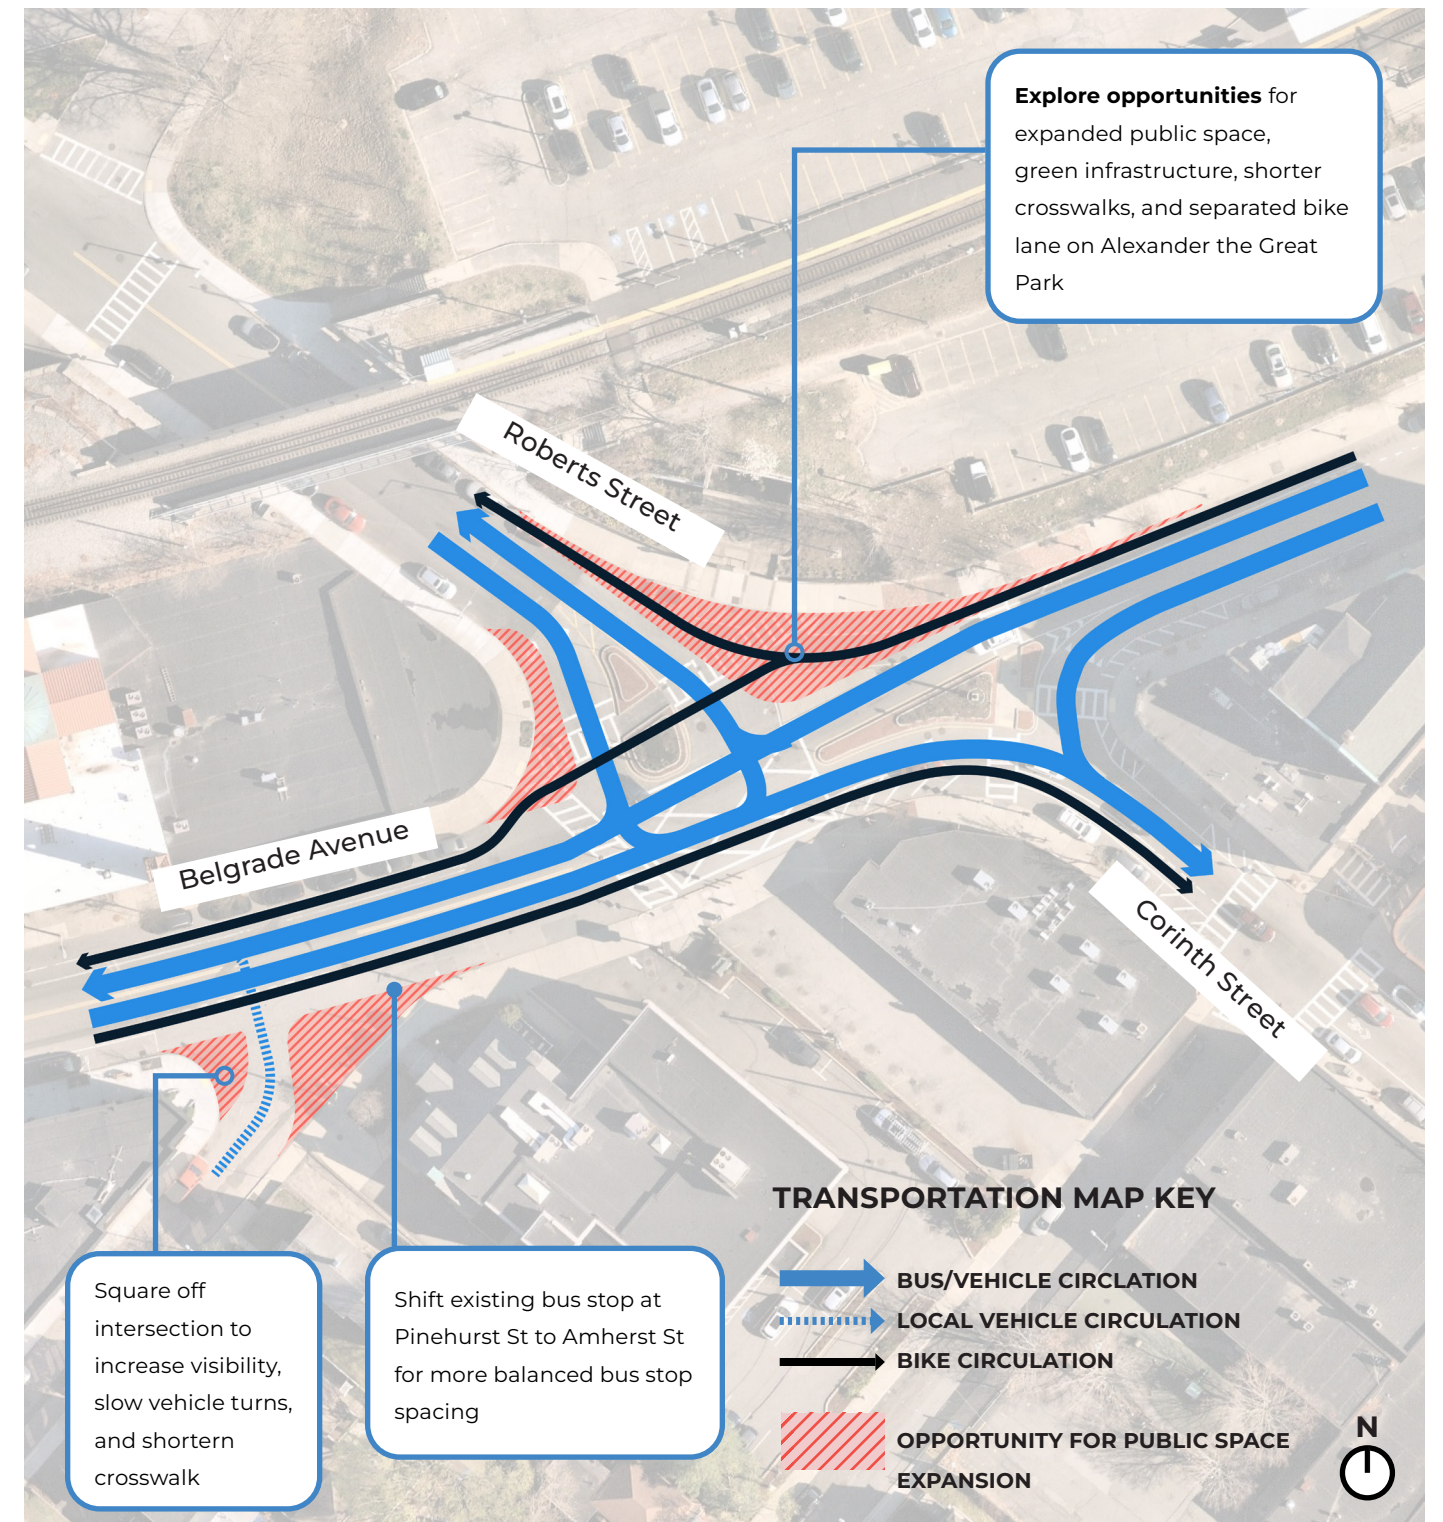 Explore opportunities for
expanded public space,
green infrastructure, shorter
crosswalks, and separated bike
lane on Alexander the Great
Park
Roberts Street
Belgrade Avenue
Corinth Street
Square off
intersection to
increase visibility,
slow vehicle turns,
and shortern
crosswalk
Shift existing bus stop at
Pinehurst St to Amherst St
for more balanced bus stop
spacing
TRANSPORTATION MAP KEY
BUS/VEHICLE CIRCLATION
LOCAL VEHICLE CIRCULATION
BIKE CIRCULATION
OPPORTUNITY FOR PUBLIC SPACE
EXPANSION
N